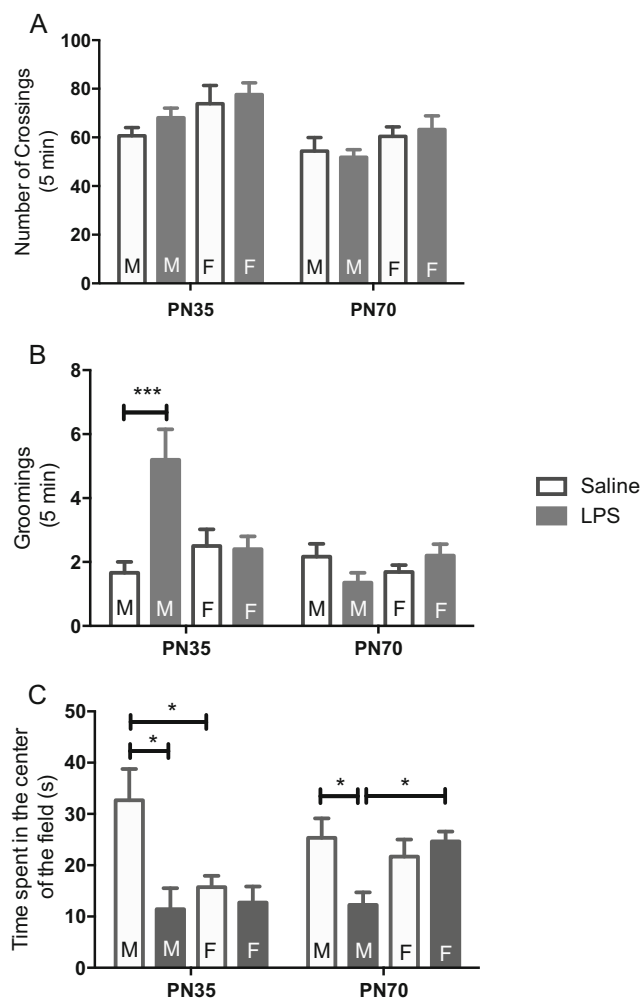 A
Number of Crossings
(5 min)
100
80
60
40
20
0
M M F F M M F F
PN35 PN70
B
Groomings
(5 min)
8
6
4
2
0
***
M M F F M M F F
PN35 PN70
Saline
LPS
C
Time spent in the center
of the field (s)
50
40
30
20
10
0
*
*
* *
M M F F M M F F
PN35 PN70